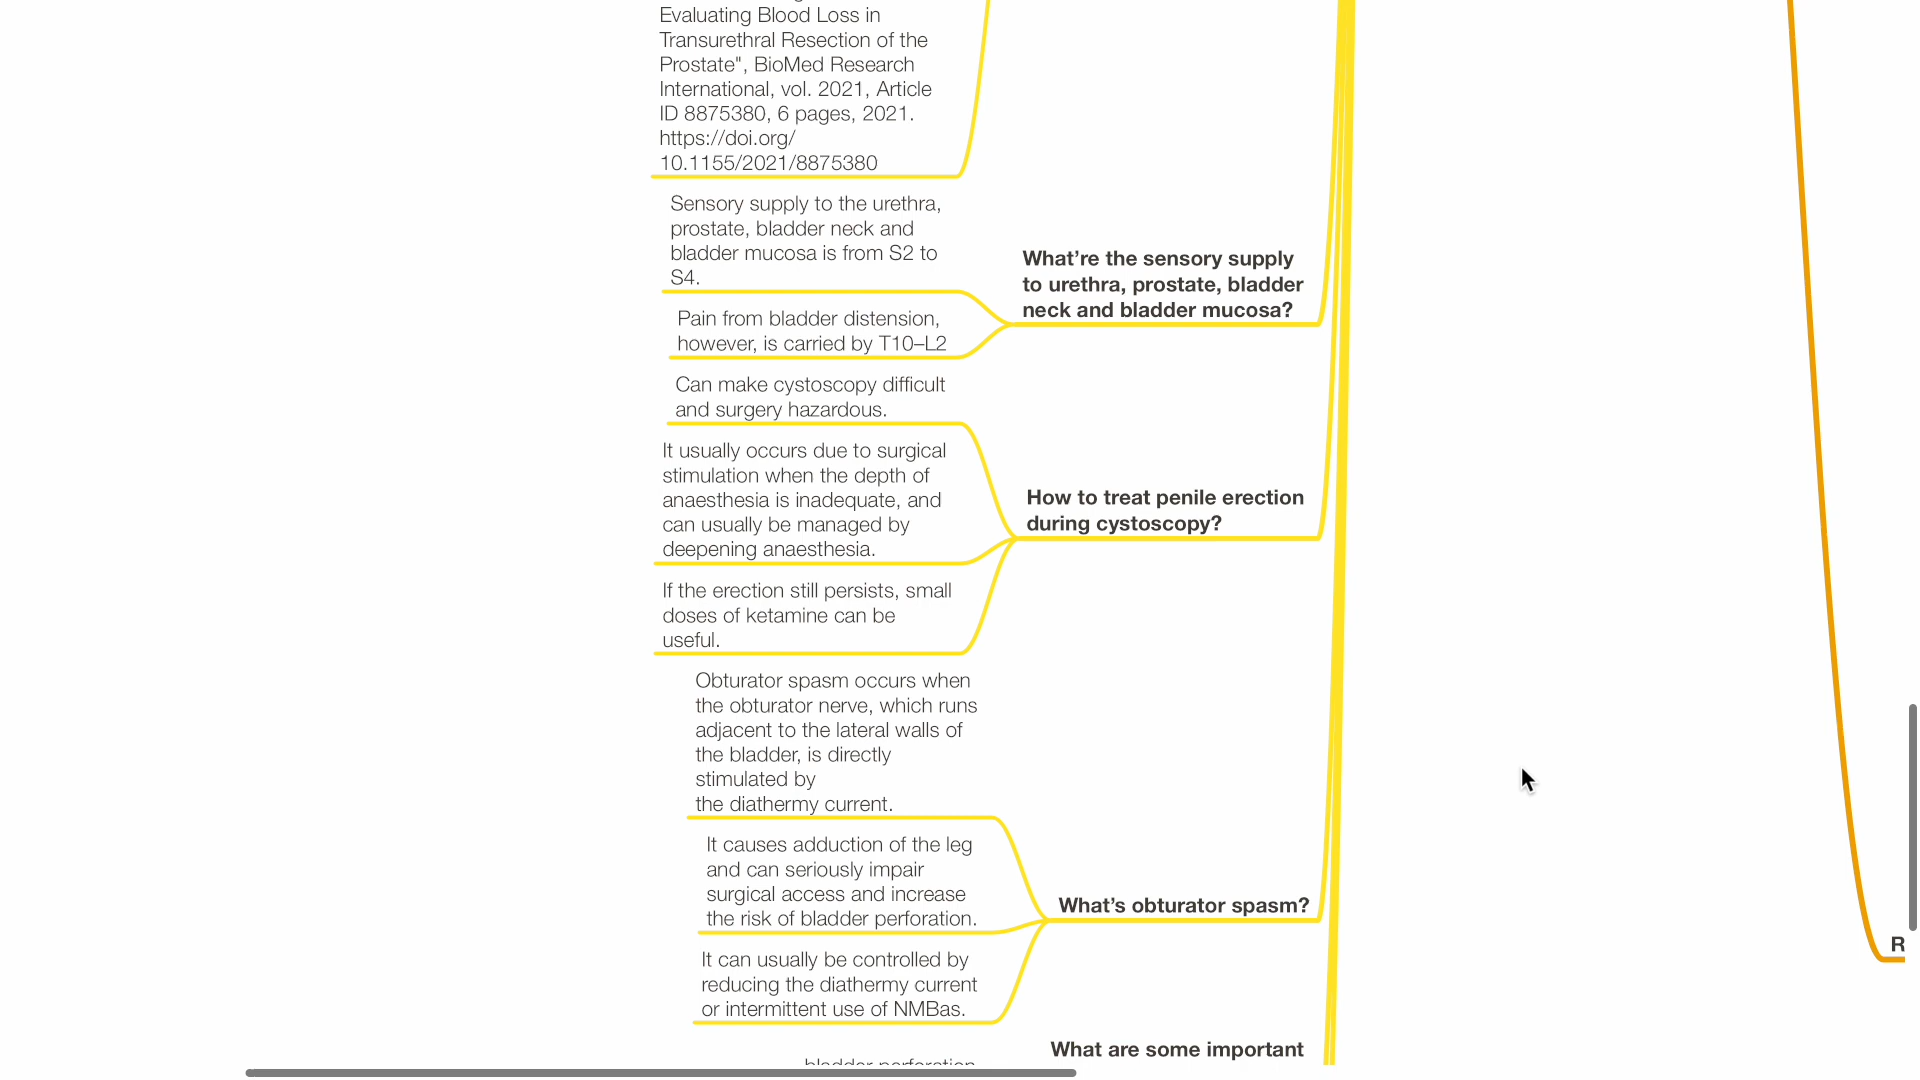 Evaluating Blood Loss in
Transurethral Resection of the
Prostate", BioMed Research
International, vol. 2021, Article
ID 8875380, 6 pages, 2021.
https://doi.org/
10.1155/2021/8875380
Sensory supply to the urethra,
prostate, bladder neck and
bladder mucosa is from S2 to
S4.
Pain from bladder distension,
however, is carried by T10–L2
What’re the sensory supply
to urethra, prostate, bladder
neck and bladder mucosa?
Can make cystoscopy difficult
and surgery hazardous.
It usually occurs due to surgical
stimulation when the depth of
anaesthesia is inadequate, and
can usually be managed by
deepening anaesthesia.
If the erection still persists, small
doses of ketamine can be
useful.
How to treat penile erection
during cystoscopy?
Obturator spasm occurs when
the obturator nerve, which runs
adjacent to the lateral walls of
the bladder, is directly
stimulated by
the diathermy current.
It causes adduction of the leg
and can seriously impair
surgical access and increase
the risk of bladder perforation.
It can usually be controlled by
reducing the diathermy current
or intermittent use of NMBas.
What’s obturator spasm?
R
What are some important
bladder perforation